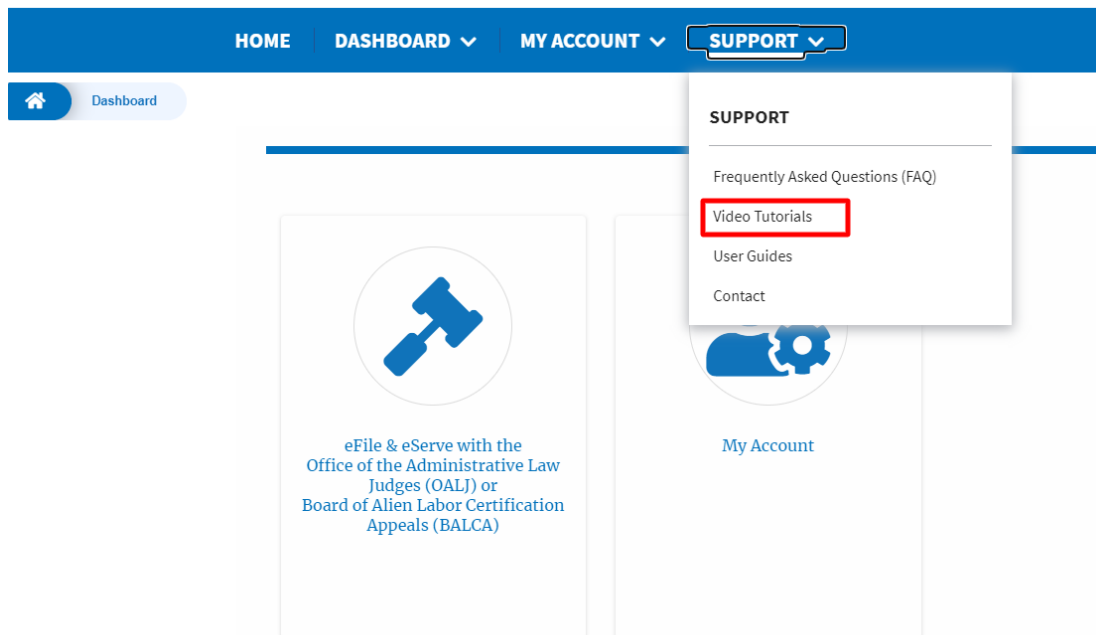 HOME DASHBOARD MY ACCOUNT SUPPORT
Dashboard
SUPPORT
Frequently Asked Questions (FAQ)
Video Tutorials
User Guides
Contact
eFile & eServe with the
Office of the Administrative Law
Judges (OALJ) or
Board of Alien Labor Certification
Appeals (BALCA)
My Account